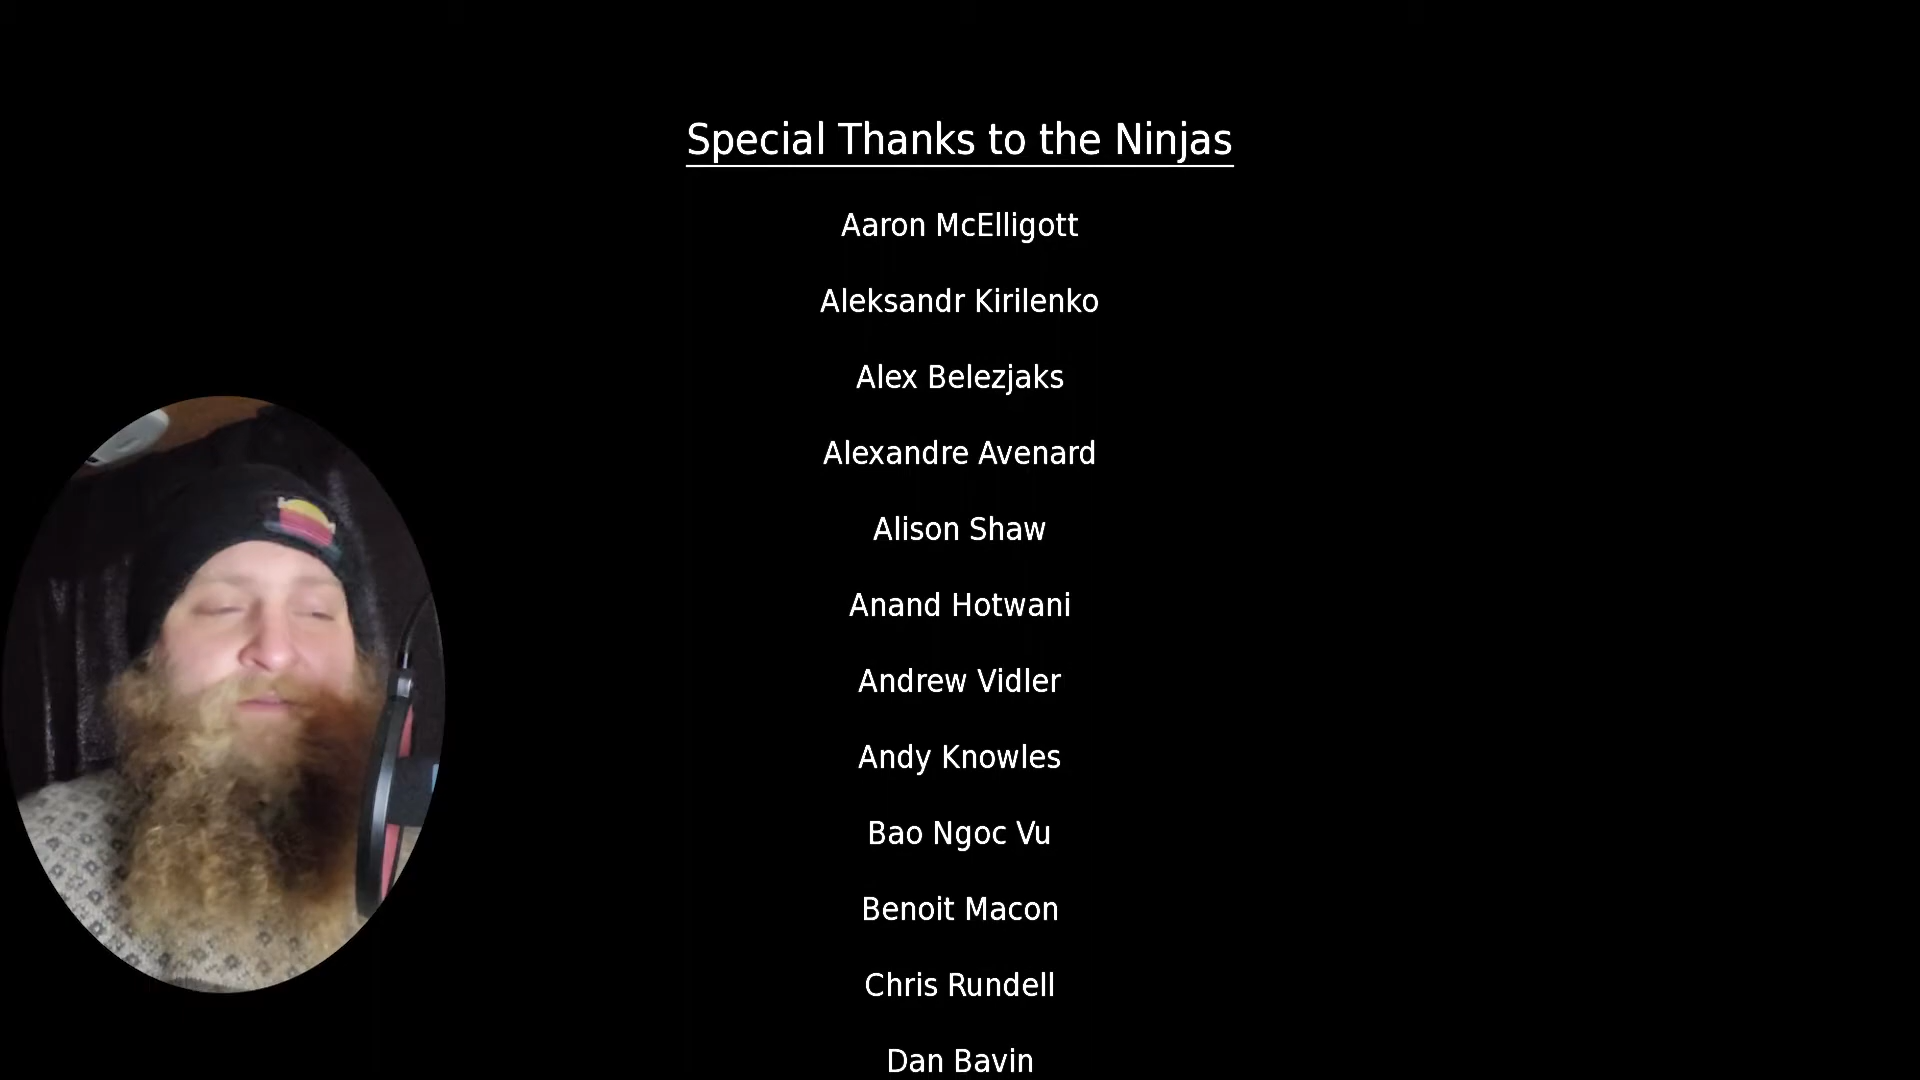 Special Thanks to the Ninjas
Aaron McElligott
Aleksandr Kirilenko
Alex Belezjaks
Alexandre Avenard
Alison Shaw
Anand Hotwani
Andrew Vidler
Andy Knowles
Bao Ngoc Vu
Benoit Macon
Chris Rundell
Dan Bavin